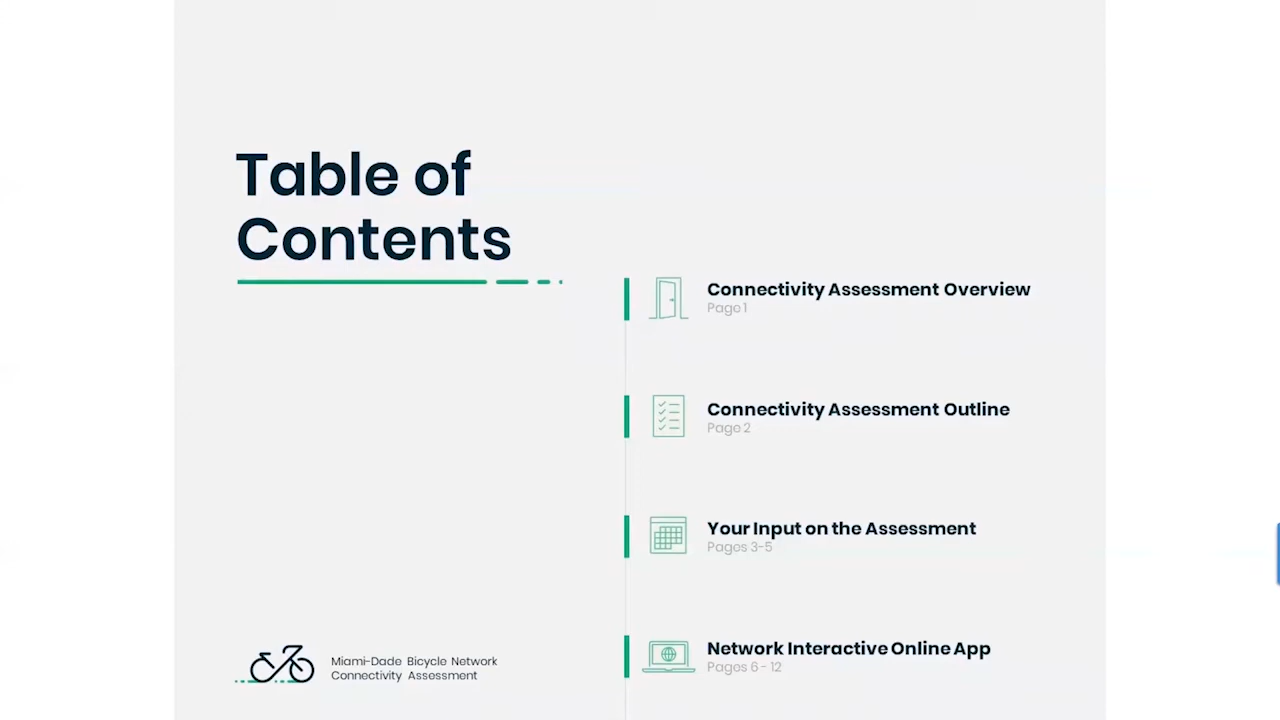 Table of
Contents
Connectivity Assessment Overview
Page 1
Connectivity Assessment Outline
Page 2
Your Input on the Assessment
Pages 3-5
Network Interactive Online App
Pages 6 - 12
Miami-Dade Bicycle Network
Connectivity Assessment